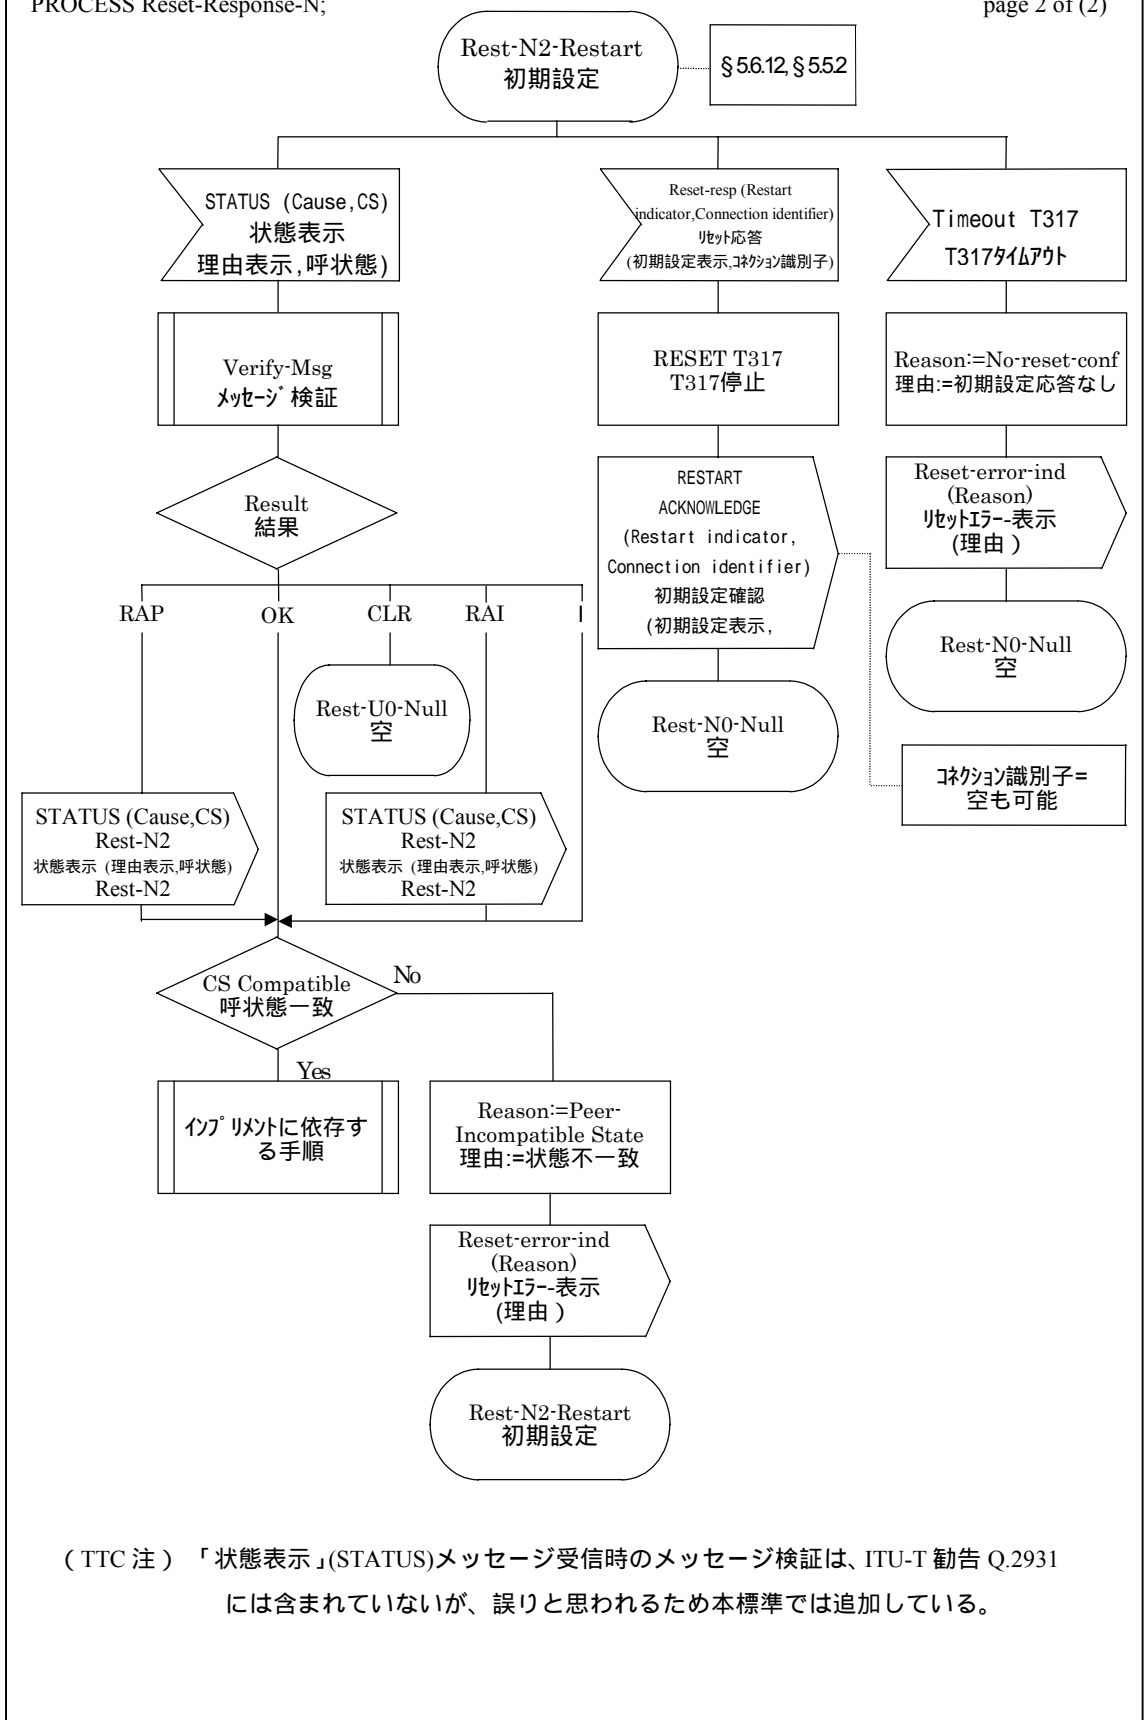 PROCESS Reset-Response-N;
page 2 of (2)
Rest-N2-Restart
初期設定
§5.6.1.2, §5.5.2
STATUS (Cause,CS)
状態表示
理由表示,呼状態)
Reset-resp (Restart
indicator,Connection identifier)
ﾘｾｯﾄ応答
(初期設定表示,ｺﾈｸｼｮﾝ識別子)
Timeout T317
T317ﾀｲﾑｱｳﾄ
Verify-Msg
ﾒｯｾｰｼﾞ検証
RESET T317
T317停止
Reason:=No-reset-conf
理由:=初期設定応答なし
Result
結果
RESTART
ACKNOWLEDGE
(Restart indicator,
Connection identifier)
初期設定確認
(初期設定表示,
Reset-error-ind
(Reason)
ﾘｾｯﾄｴﾗｰ-表示
(理由)
RAP
OK
CLR
RAI
I
Rest-U0-Null
空
Rest-N0-Null
空
Rest-N0-Null
空
ｺﾈｸｼｮﾝ識別子=
空も可能
STATUS (Cause,CS)
Rest-N2
状態表示 (理由表示,呼状態)
Rest-N2
STATUS (Cause,CS)
Rest-N2
状態表示 (理由表示,呼状態)
Rest-N2
CS Compatible
呼状態一致
No
Yes
ｲﾝﾌﾟﾘﾒﾝﾄに依存す
る手順
Reason:=Peer-
Incompatible State
理由:=状態不一致
Reset-error-ind
(Reason)
ﾘｾｯﾄｴﾗｰ-表示
(理由)
Rest-N2-Restart
初期設定
(TTC 注) 「状態表示」(STATUS)メッセージ受信時のメッセージ検証は、ITU-T 勧告 Q.2931
には含まれていないが、誤りと思われるため本標準では追加している。